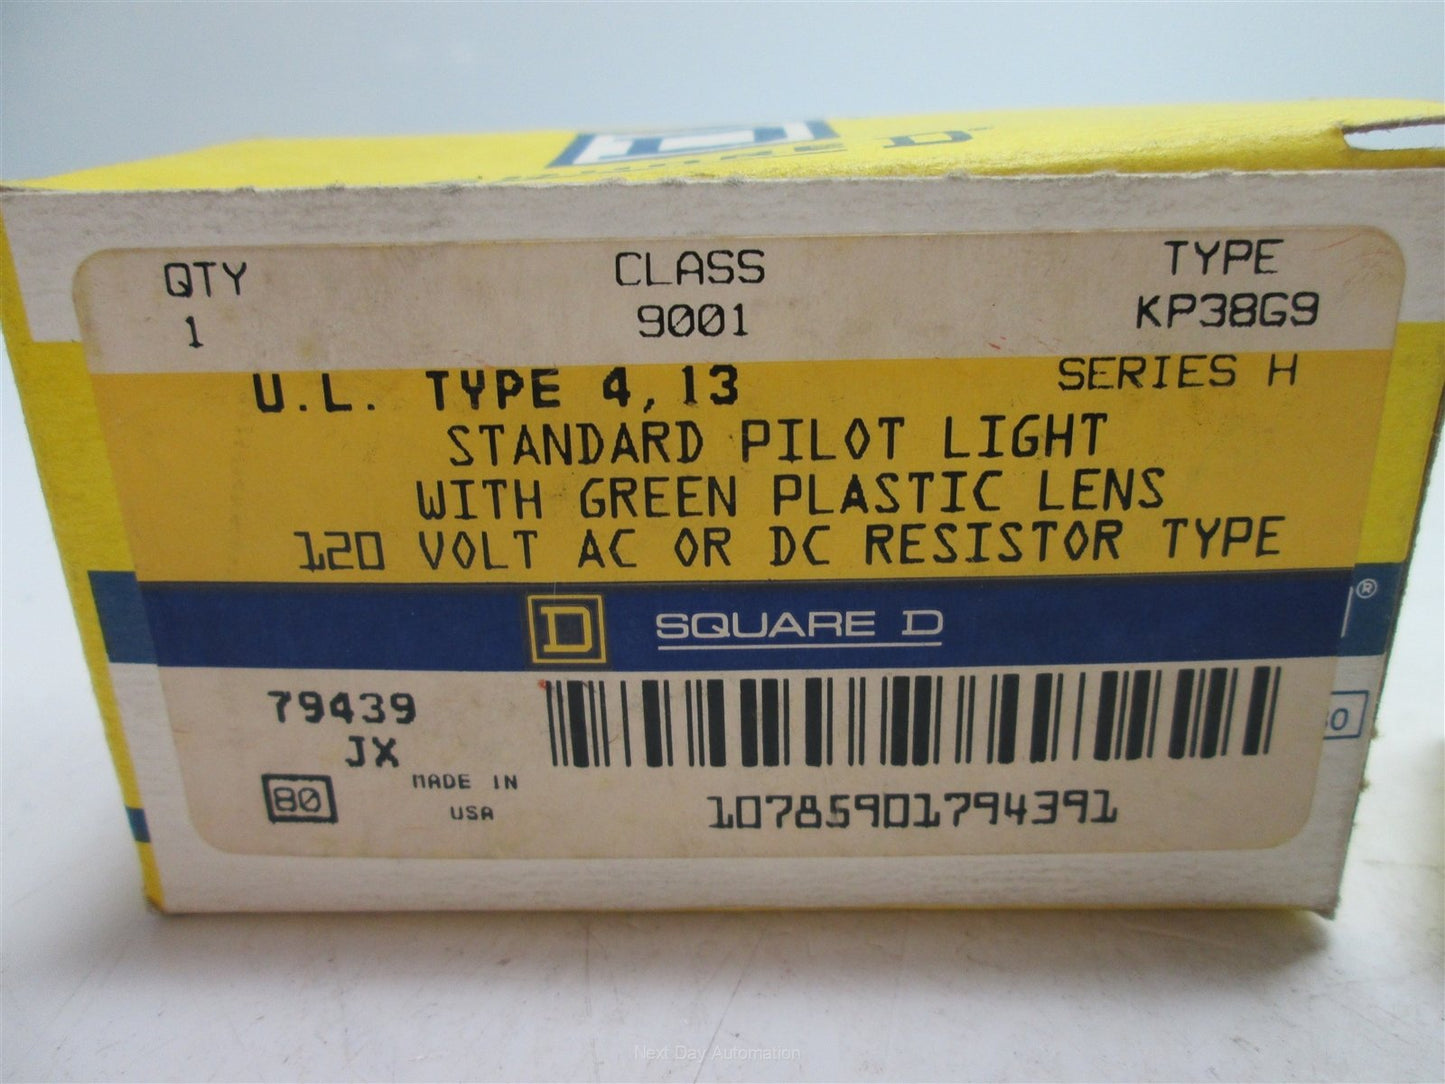 SQUARE D
QTY CLASS TYPE
1 9001 KP38G9
U.L. TYPE 4,13 SERIES H
STANDARD PILOT LIGHT
WITH GREEN PLASTIC LENS
120 VOLT AC OR DC RESISTOR TYPE
D SQUARE D
®
79439
JX
80 MADE IN
USA
10785901794391
Next Day Automation